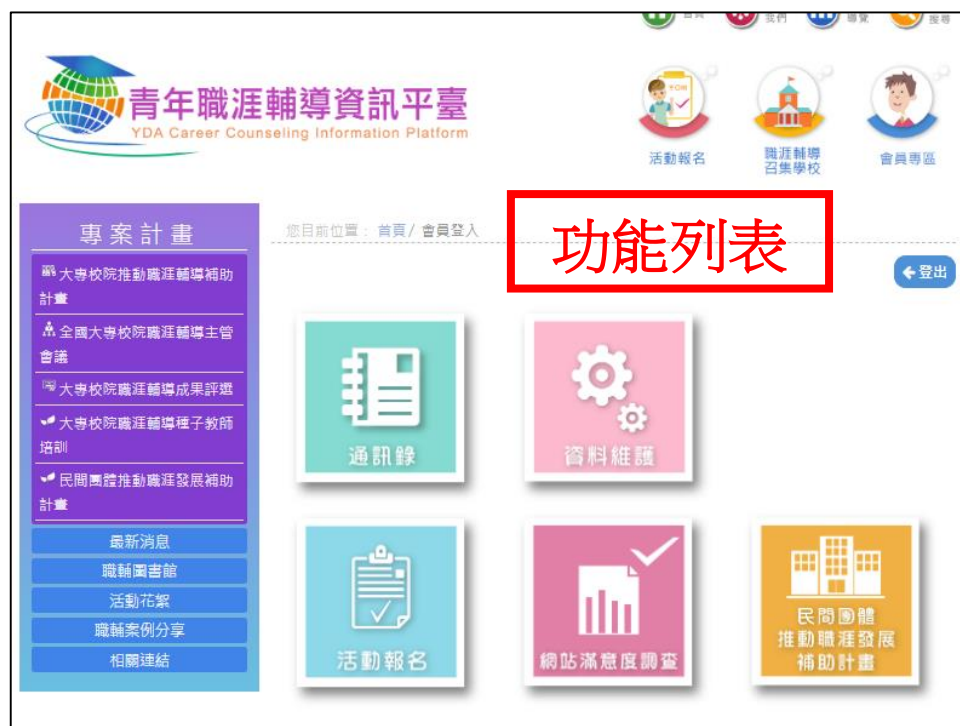 首頁
我們
導覽
搜尋
青年職涯輔導資訊平臺
YDA Career Counseling Information Platform
活動報名
職涯輔導
召集學校
會員專區
專案計畫
大專校院推動職涯輔導補助
計畫
全國大專校院職涯輔導主管
會議
大專校院職涯輔導成果評選
大專校院職涯輔導種子教師
培訓
民間團體推動職涯發展補助
計畫
最新消息
職輔圖書館
活動花絮
職輔案例分享
相關連結
您目前位置： 首頁/ 會員登入
功能列表
登出
通訊錄
資料維護
活動報名
網站滿意度調查
民間團體
推動職涯發展
補助計畫